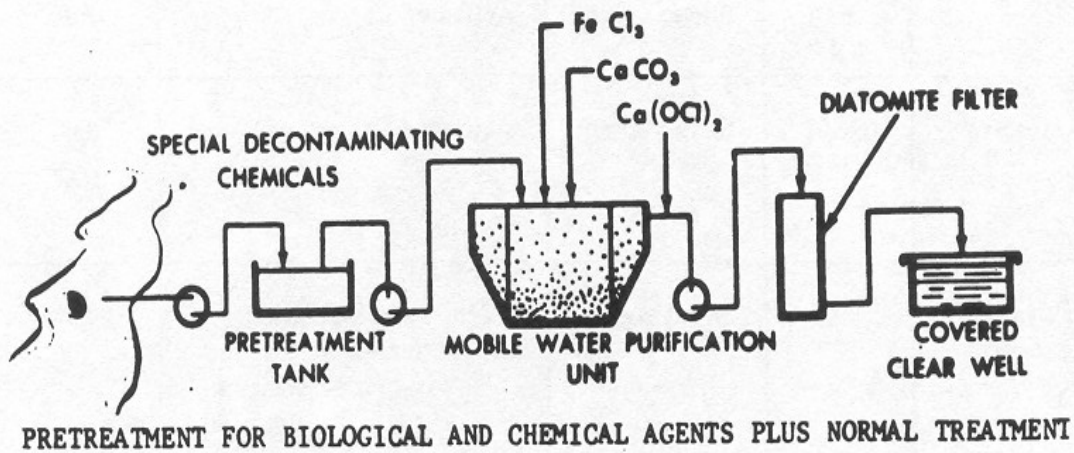 Fe Cl₃
CaCO₃
Ca(OCl)₂
DIATOMITE FILTER
SPECIAL DECONTAMINATING
CHEMICALS
PRETREATMENT
TANK
MOBILE WATER PURIFICATION
UNIT
COVERED
CLEAR WELL
PRETREATMENT FOR BIOLOGICAL AND CHEMICAL AGENTS PLUS NORMAL TREATMENT